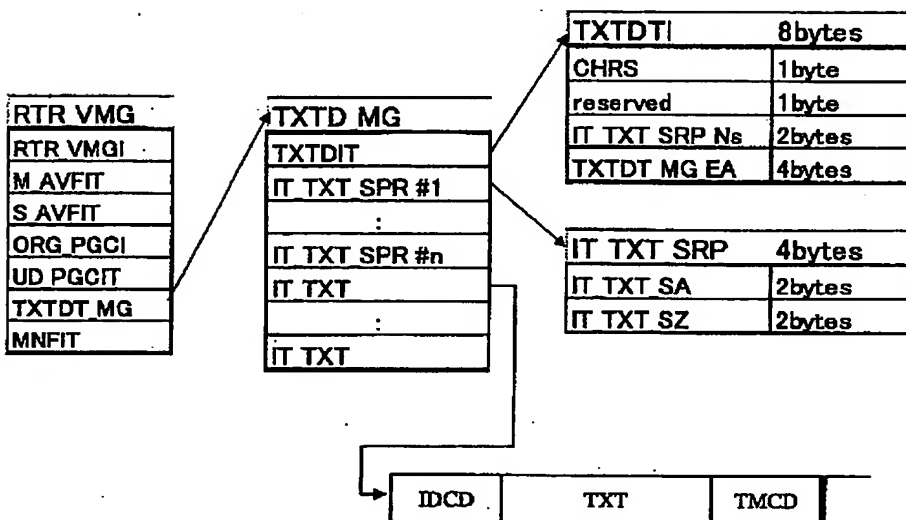 RTR VMG
RTR VMGI
M AVFIT
S AVFIT
ORG PGCI
UD PGCIT
TXTDT MG
MNFIT
TXTD MG
TXTDIT
IT TXT SPR #1
:
IT TXT SPR #n
IT TXT
:
IT TXT
TXTDTI 8bytes
CHRS 1byte
reserved 1byte
IT TXT SRP Ns 2bytes
TXTDT MG EA 4bytes
IT TXT SRP 4bytes
IT TXT SA 2bytes
IT TXT SZ 2bytes
IDCD TXT TMCD